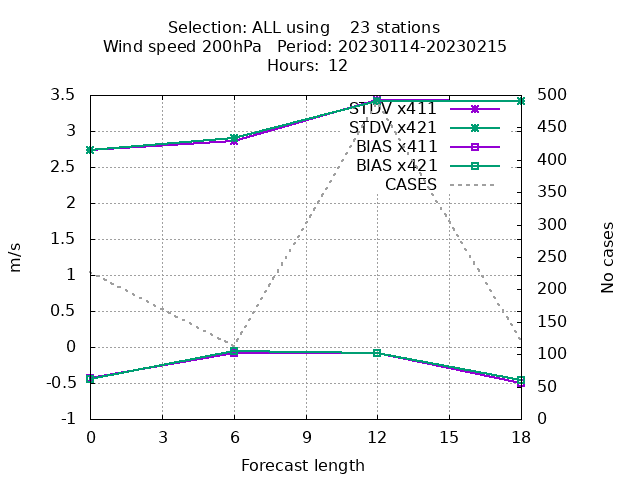 Selection: ALL using    23 stations
Wind speed 200hPa   Period: 20230114-20230215
Hours:  12
3.5
3
2.5
2
1.5
1
0.5
0
-0.5
-1
500
450
400
350
300
250
200
150
100
50
0
STDV x411
STDV x421
BIAS x411
BIAS x421
CASES
m/s
No cases
0 3 6 9 12 15 18
Forecast length